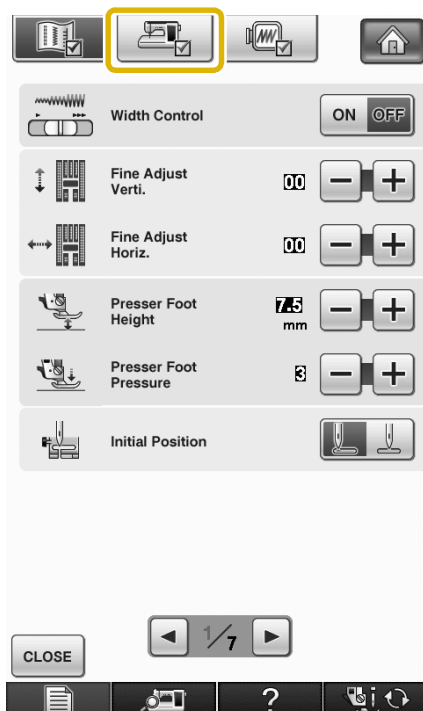 Width Control
ON OFF
Fine Adjust
Verti.
00
Fine Adjust
Horiz.
00
Presser Foot
Height
7.5
mm
Presser Foot
Pressure
3
Initial Position
1/7
CLOSE
?
i